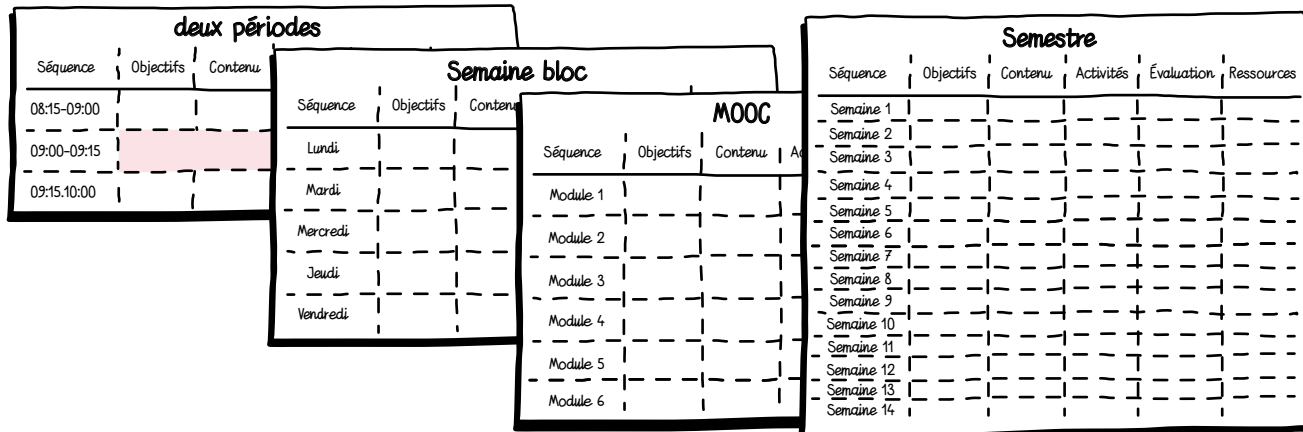 deux périodes
Séquence Objectifs Contenu
08:15-09:00
09:00-09:15
09:15.10:00
Semaine bloc
Séquence Objectifs Contenu
Lundi
Mardi
Mercredi
Jeudi
Vendredi
MOOC
Séquence Objectifs Contenu
Module 1
Module 2
Module 3
Module 4
Module 5
Module 6
Semestre
Séquence Objectifs Contenu Activités Évaluation Ressources
Semaine 1
Semaine 2
Semaine 3
Semaine 4
Semaine 5
Semaine 6
Semaine 7
Semaine 8
Semaine 9
Semaine 10
Semaine 11
Semaine 12
Semaine 13
Semaine 14